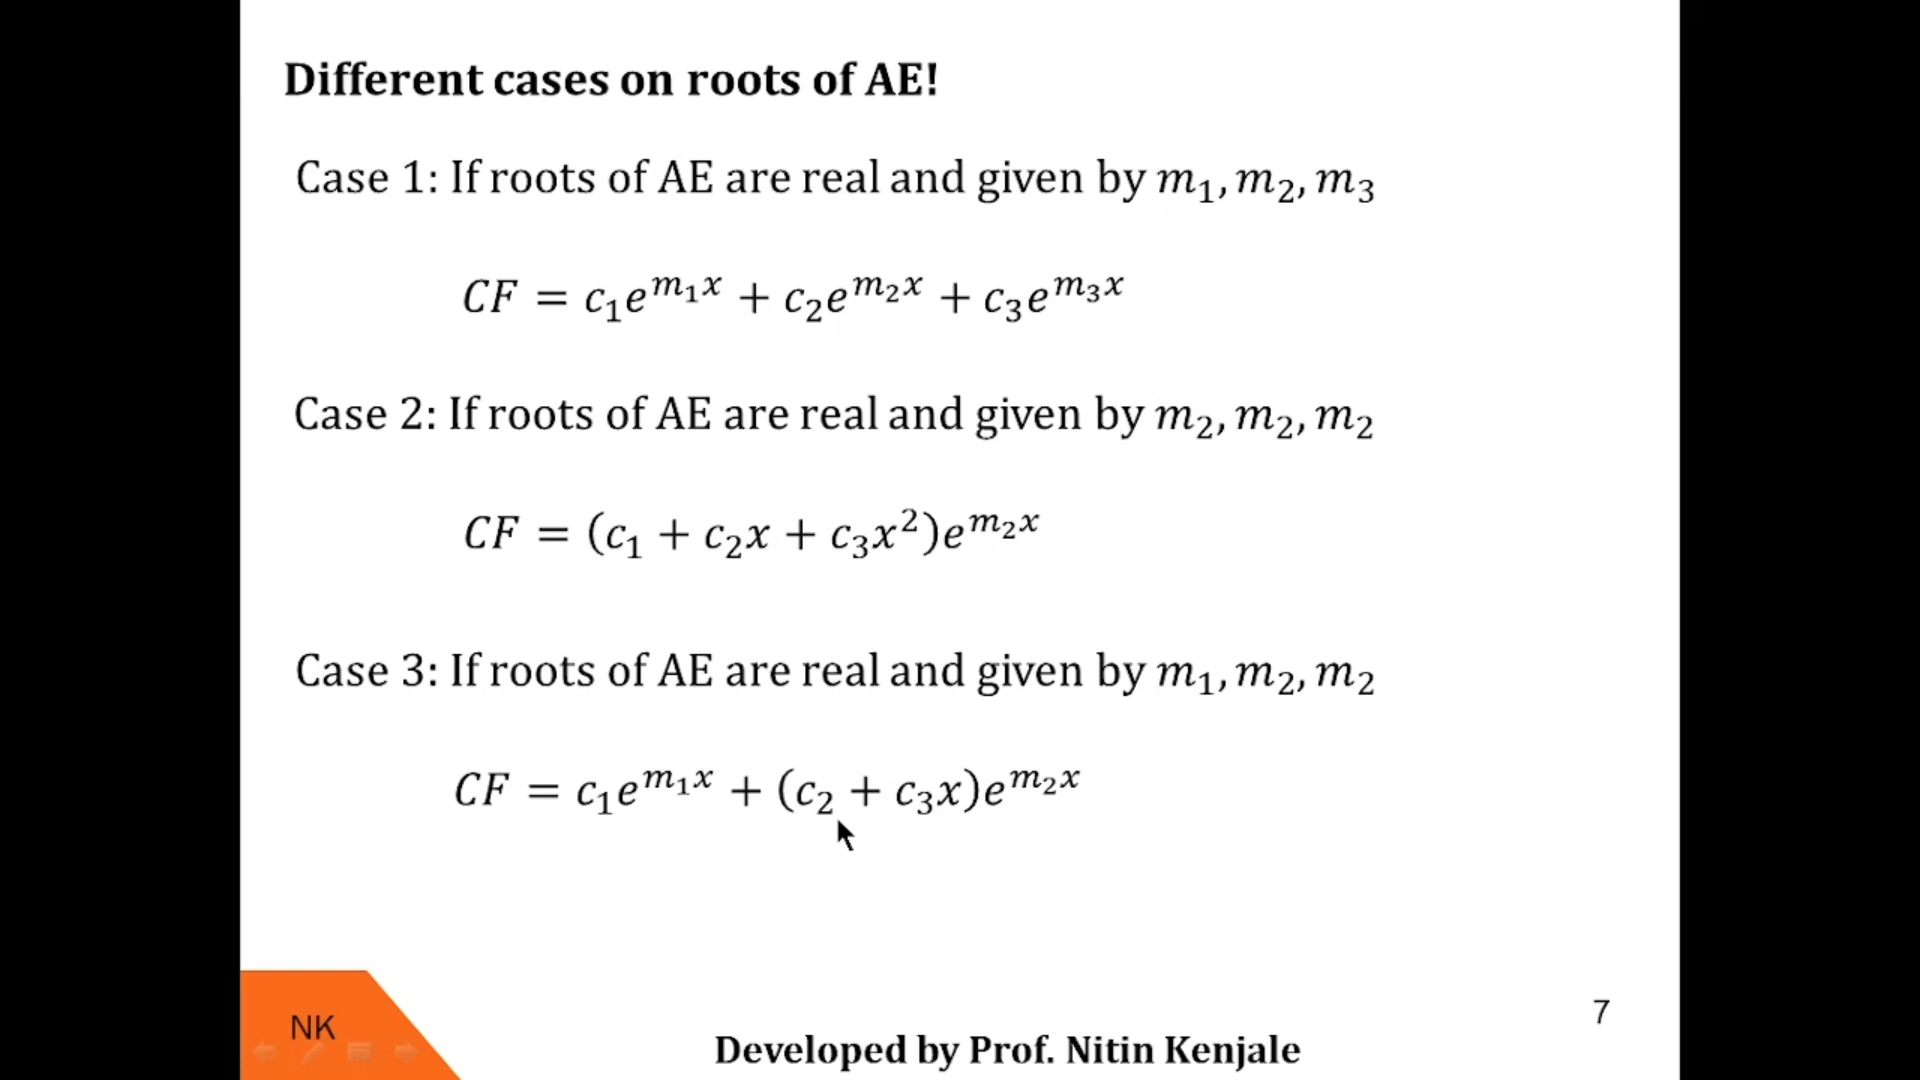 Different cases on roots of AE!
Case 1: If roots of AE are real and given by m₁, m₂, m₃
CF = c₁e^{m₁x} + c₂e^{m₂x} + c₃e^{m₃x}
Case 2: If roots of AE are real and given by m₂, m₂, m₂
CF = (c₁ + c₂x + c₃x²)e^{m₂x}
Case 3: If roots of AE are real and given by m₁, m₂, m₂
CF = c₁e^{m₁x} + (c₂ + c₃x)e^{m₂x}
NK
7
Developed by Prof. Nitin Kenjale